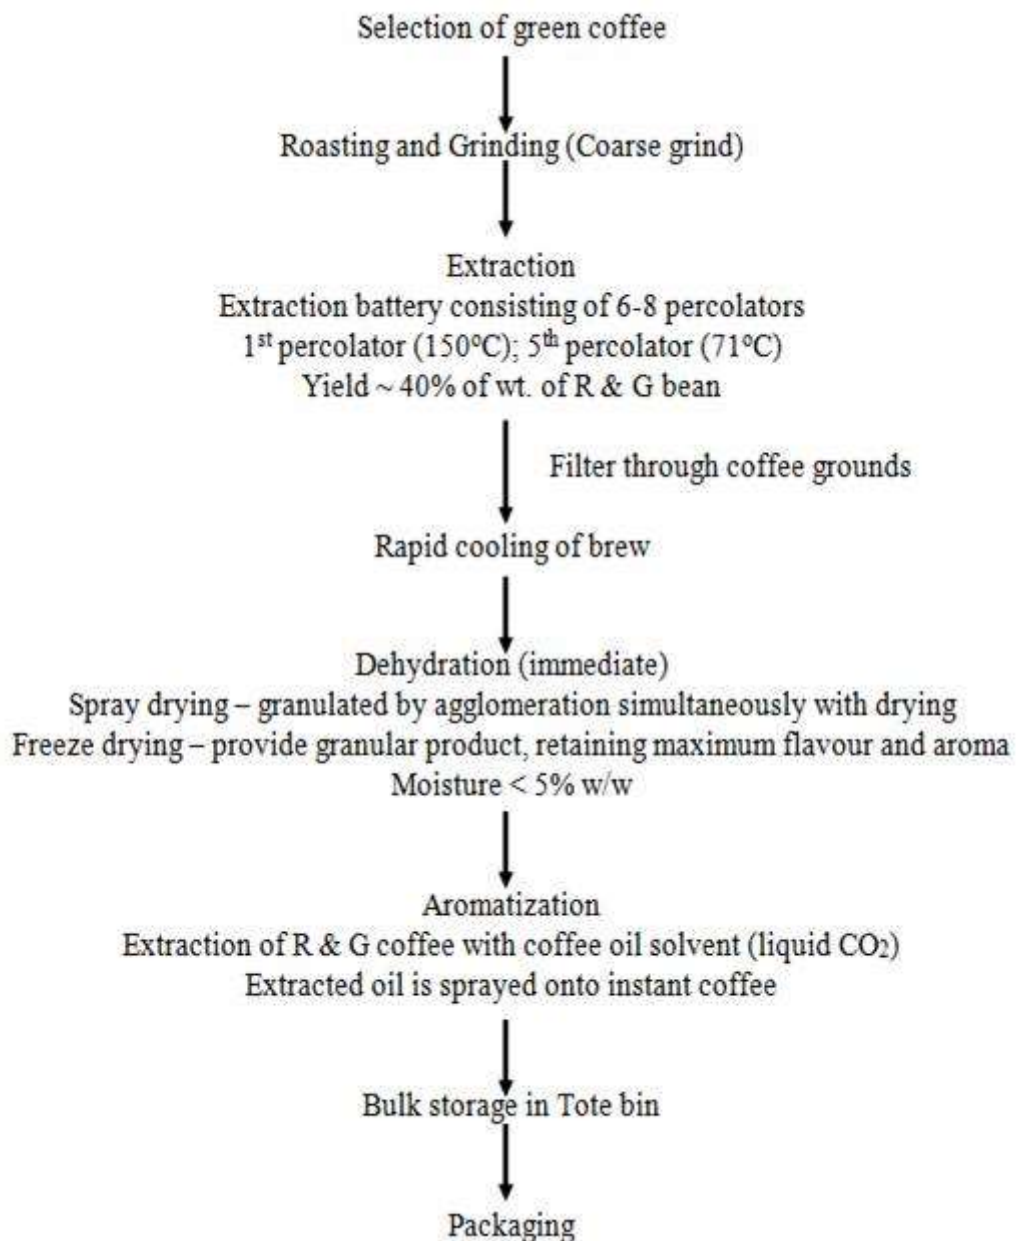 Selection of green coffee
Roasting and Grinding (Coarse grind)
Extraction
Extraction battery consisting of 6-8 percolators
1st percolator (150ºC); 5th percolator (71ºC)
Yield ~ 40% of wt. of R & G bean
Filter through coffee grounds
Rapid cooling of brew
Dehydration (immediate)
Spray drying – granulated by agglomeration simultaneously with drying
Freeze drying – provide granular product, retaining maximum flavour and aroma
Moisture < 5% w/w
Aromatization
Extraction of R & G coffee with coffee oil solvent (liquid CO2)
Extracted oil is sprayed onto instant coffee
Bulk storage in Tote bin
Packaging